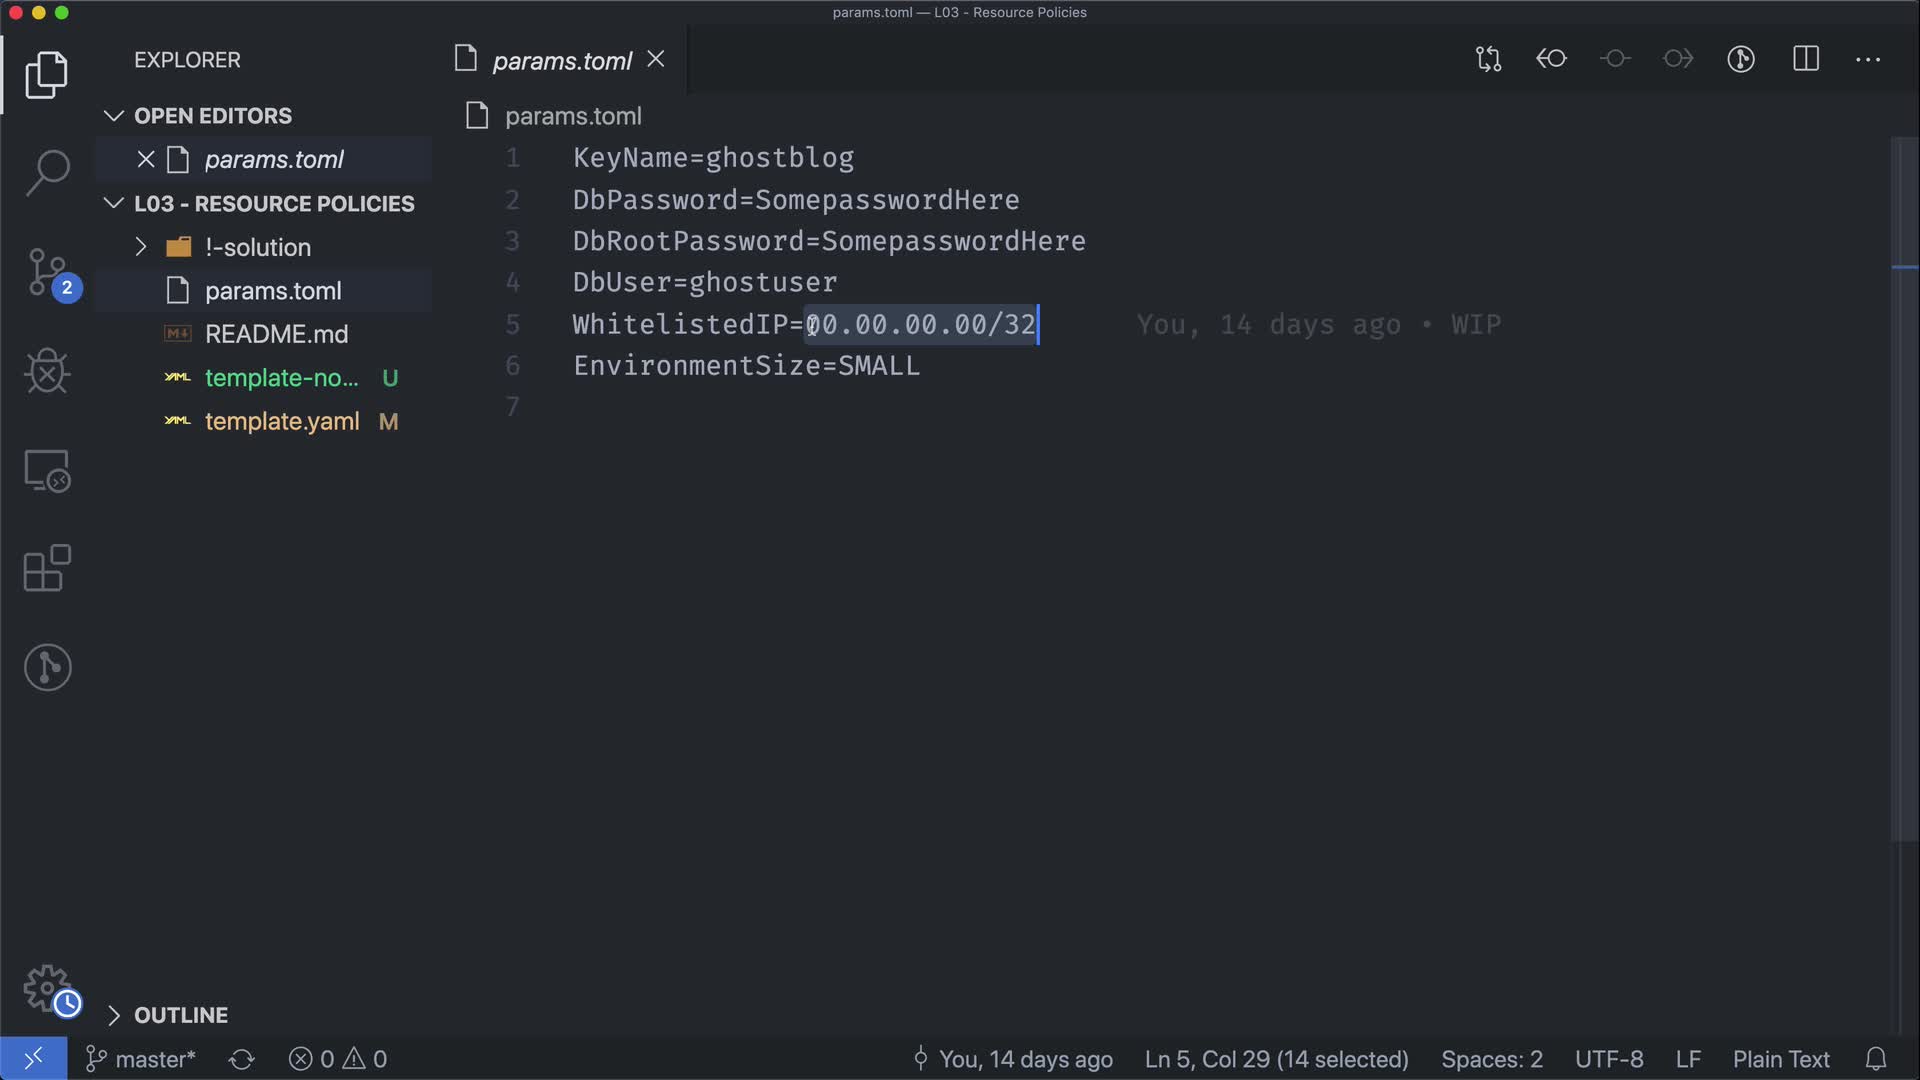 params.toml — L03 - Resource Policies
EXPLORER
params.toml
OPEN EDITORS
params.toml
L03 - RESOURCE POLICIES
!-solution
params.toml
M↓ README.md
YAML template-no... U
YAML template.yaml M
2
params.toml
1 KeyName=ghostblog
2 DbPassword=SomepasswordHere
3 DbRootPassword=SomepasswordHere
4 DbUser=ghostuser
5 WhitelistedIP=00.00.00.00/32 You, 14 days ago • WIP
6 EnvironmentSize=SMALL
7
OUTLINE
master* 0 0 You, 14 days ago Ln 5, Col 29 (14 selected) Spaces: 2 UTF-8 LF Plain Text